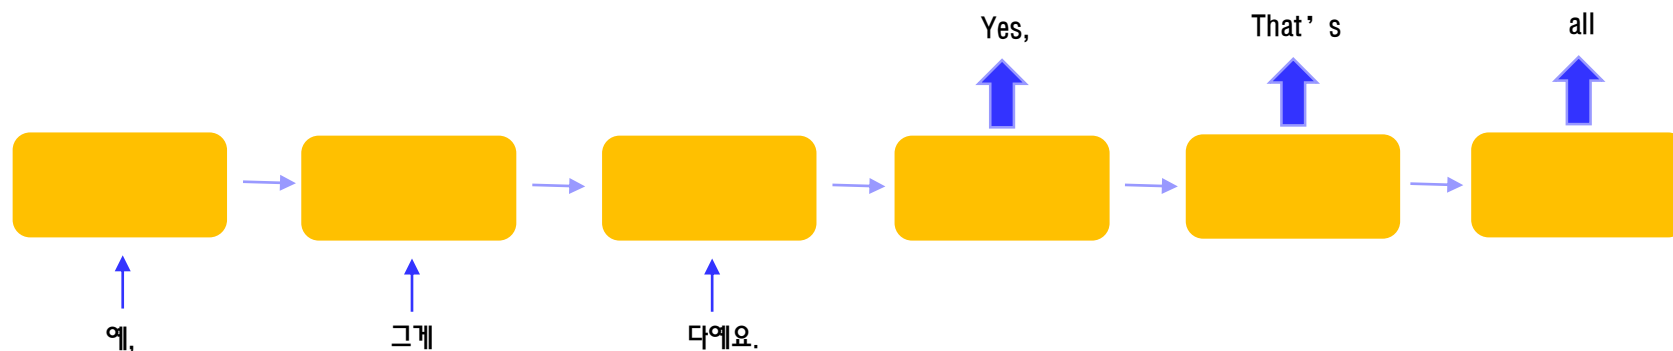 Yes, That's all
예, 그게 다예요.